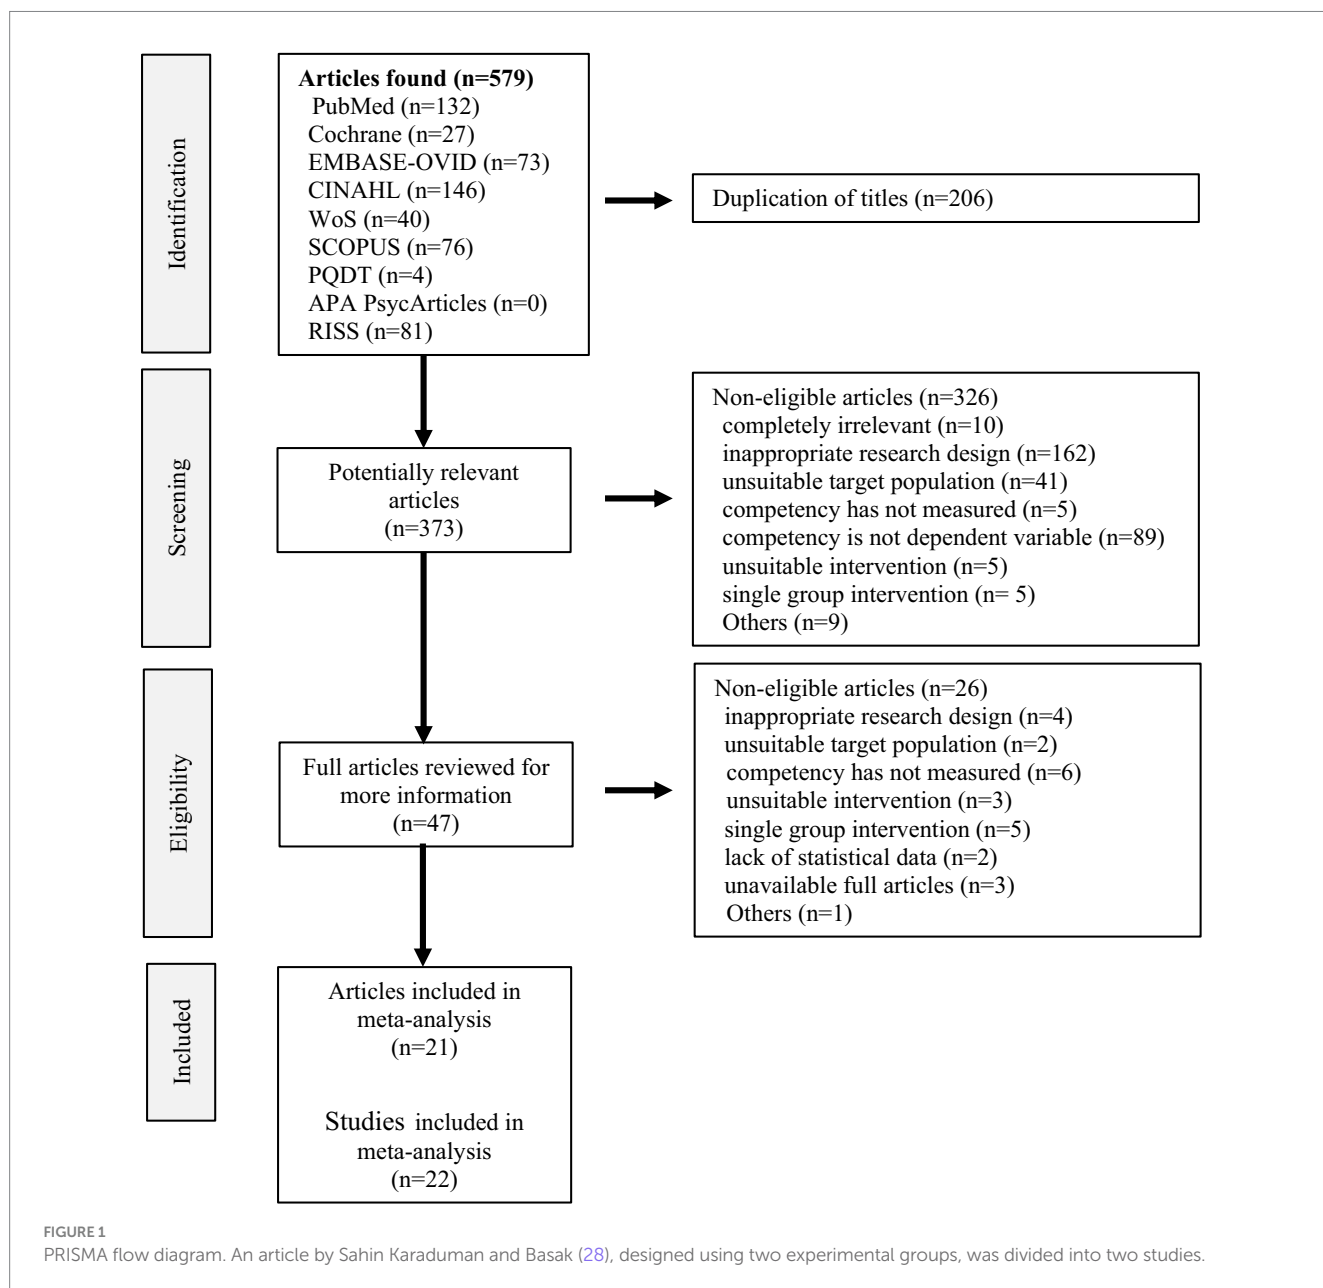 Identification
Articles found (n=579)
PubMed (n=132)
Cochrane (n=27)
EMBASE-OVID (n=73)
CINAHL (n=146)
WoS (n=40)
SCOPUS (n=76)
PQDT (n=4)
APA PsycArticles (n=0)
RISS (n=81)
Duplication of titles (n=206)
Screening
Potentially relevant
articles
(n=373)
Non-eligible articles (n=326)
completely irrelevant (n=10)
inappropriate research design (n=162)
unsuitable target population (n=41)
competency has not measured (n=5)
competency is not dependent variable (n=89)
unsuitable intervention (n=5)
single group intervention (n= 5)
Others (n=9)
Eligibility
Full articles reviewed for
more information
(n=47)
Non-eligible articles (n=26)
inappropriate research design (n=4)
unsuitable target population (n=2)
competency has not measured (n=6)
unsuitable intervention (n=3)
single group intervention (n=5)
lack of statistical data (n=2)
unavailable full articles (n=3)
Others (n=1)
Included
Articles included in
meta-analysis
(n=21)
Studies included in
meta-analysis
(n=22)
FIGURE 1
PRISMA flow diagram. An article by Sahin Karaduman and Basak (28), designed using two experimental groups, was divided into two studies.